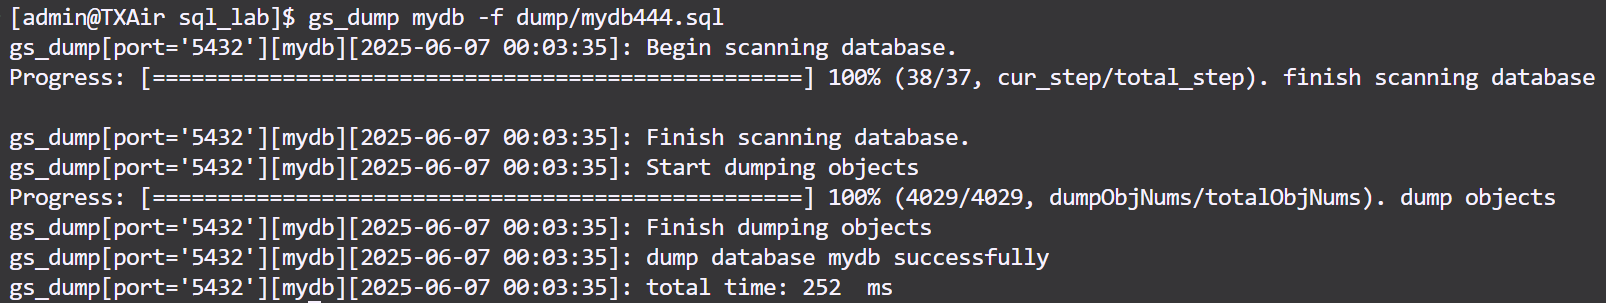 [admin@TXAir sql_lab]$ gs_dump mydb -f dump/mydb444.sql
gs_dump[port='5432'][mydb][2025-06-07 00:03:35]: Begin scanning database.
Progress: [==================================================] 100% (38/37, cur_step/total_step). finish scanning database
gs_dump[port='5432'][mydb][2025-06-07 00:03:35]: Finish scanning database.
gs_dump[port='5432'][mydb][2025-06-07 00:03:35]: Start dumping objects
Progress: [==================================================] 100% (4029/4029, dumpObjNums/totalObjNums). dump objects
gs_dump[port='5432'][mydb][2025-06-07 00:03:35]: Finish dumping objects
gs_dump[port='5432'][mydb][2025-06-07 00:03:35]: dump database mydb successfully
gs_dump[port='5432'][mydb][2025-06-07 00:03:35]: total time: 252  ms